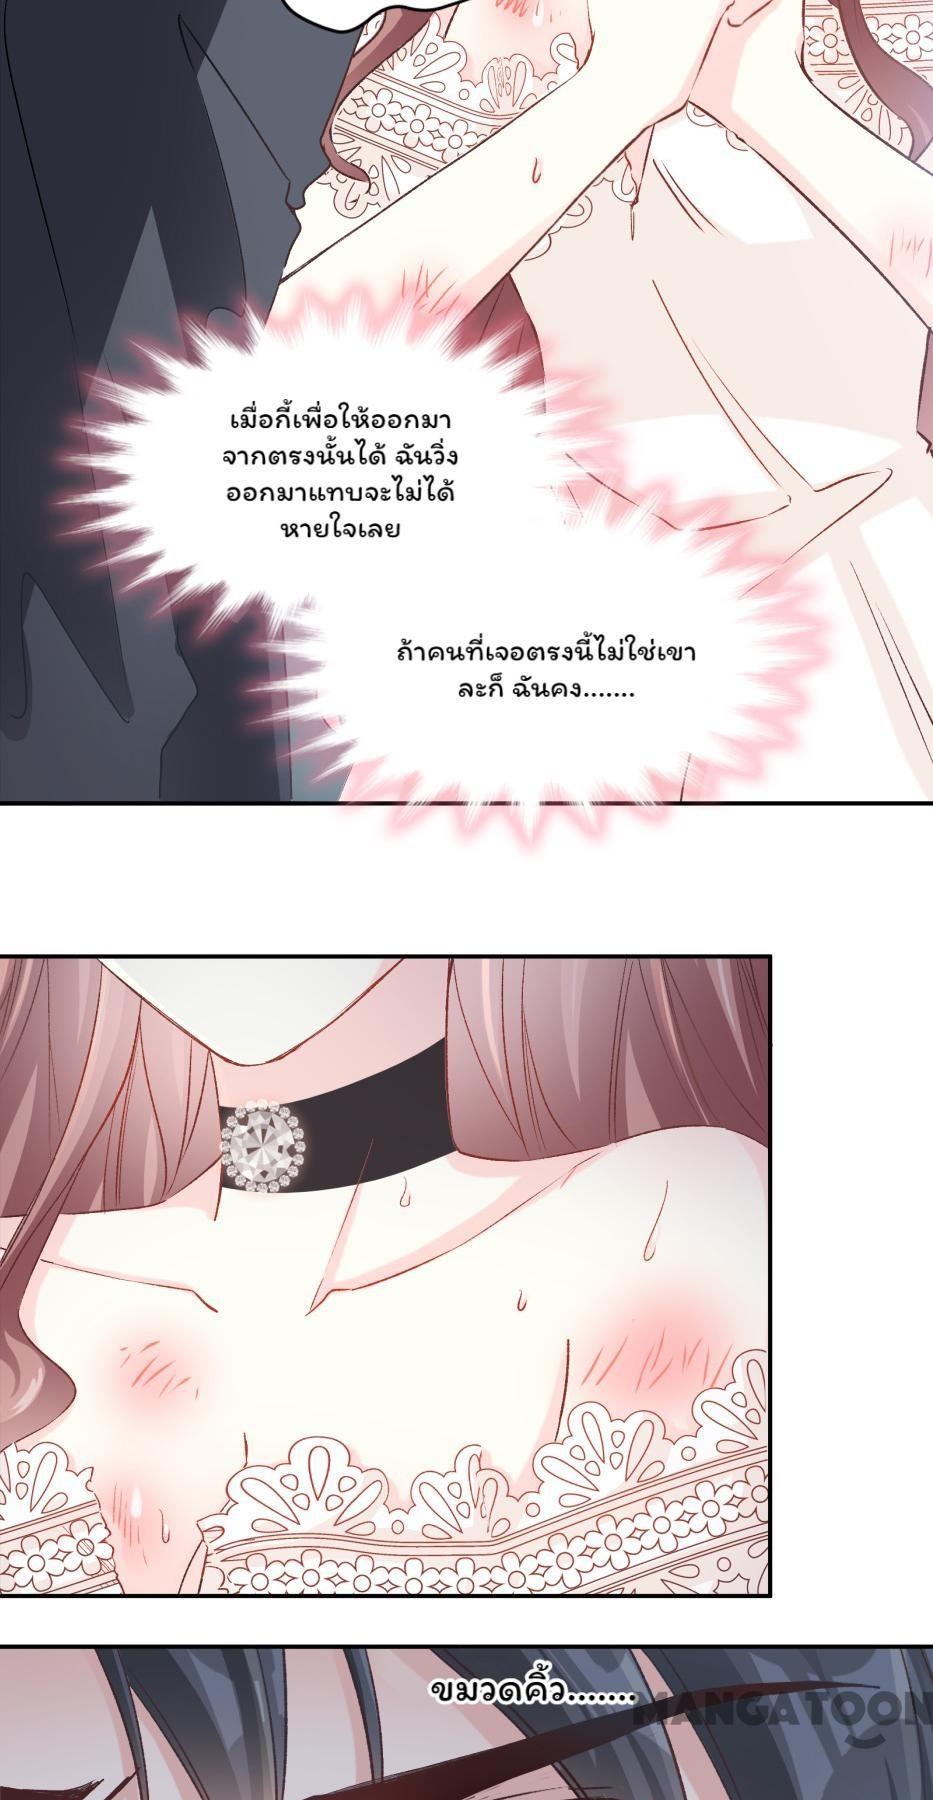 เมื่อกี้เพื่อให้ออกมา
จากตรงนั้นได้ ฉันวิ่ง
ออกมาแทบจะไม่ได้
หายใจเลย
ถ้าคนที่เจอตรงนี้ไม่ใช่เขา
ละก็ ฉันคง.......
ขมวดคิ้ว.......
MANGATOON